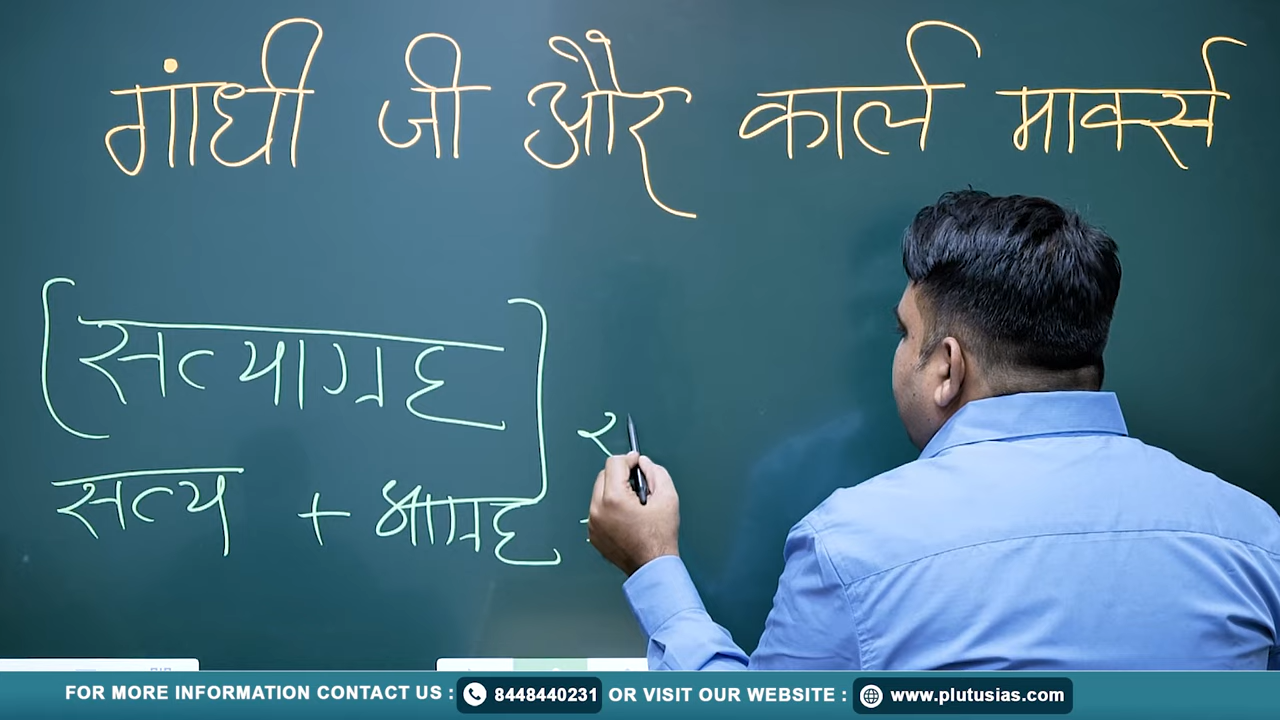 गांधी जी और कार्ल मार्क्स
[सत्याग्रह]
सत्य + आग्रह
FOR MORE INFORMATION CONTACT US : 8448440231 OR VISIT OUR WEBSITE : www.plutusias.com